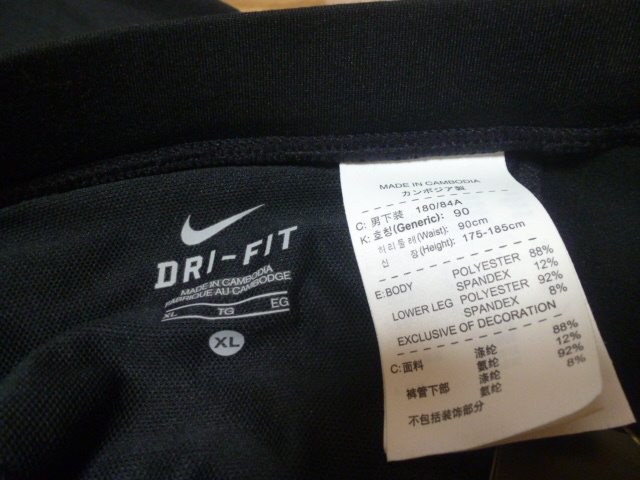 DRI-FIT
MADE IN CAMBODIA
FABRIQUE AU CAMBODGE
XL TG EG
XL
MADE IN CAMBODIA
カンボジア製
C: 男下装 180/84A
K: 호칭(Generic): 90
허리둘레(Waist): 90cm
신 장(Height): 175-185cm
E:BODY POLYESTER 88%
SPANDEX 12%
LOWER LEG POLYESTER 92%
SPANDEX 8%
EXCLUSIVE OF DECORATION
C:面料 涤纶 88%
氨纶 12%
裤管下部 涤纶 92%
氨纶 8%
不包括装饰部分